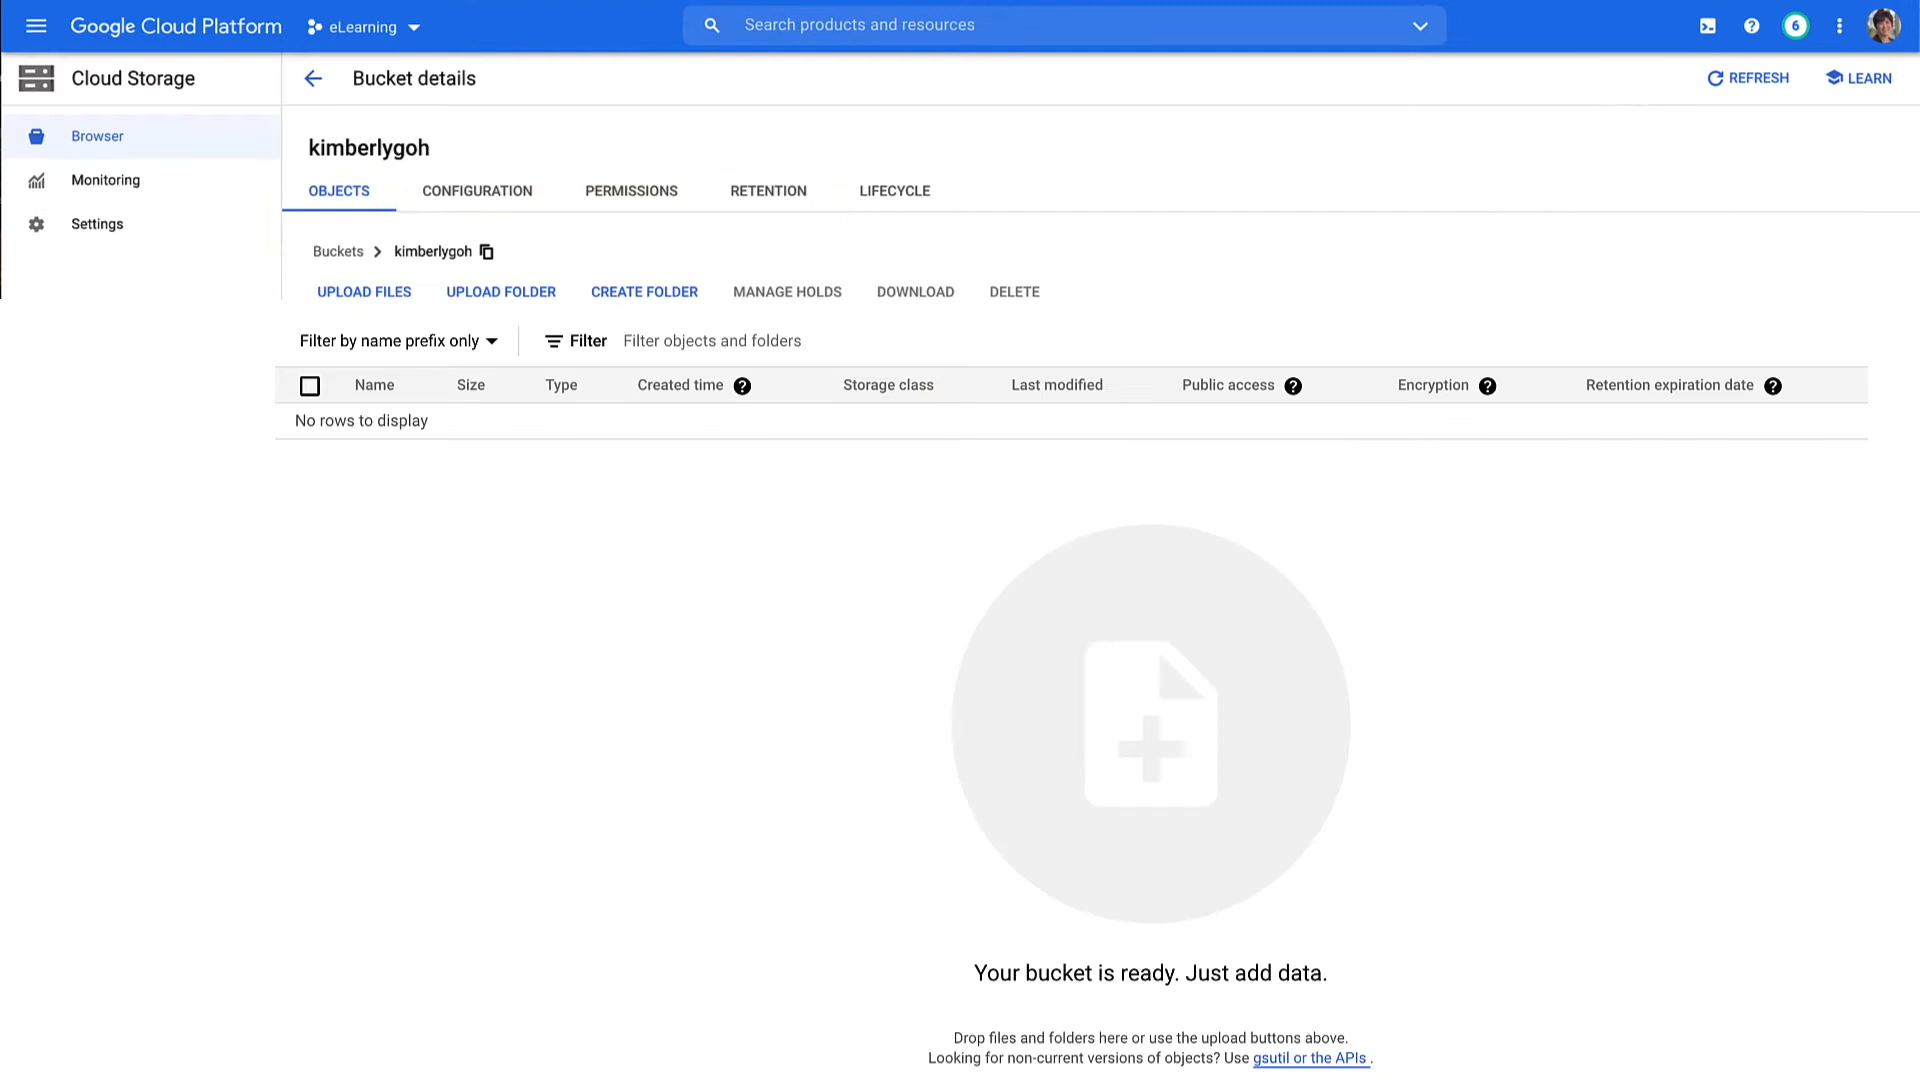 Google Cloud Platform eLearning Search products and resources 6
Cloud Storage Bucket details REFRESH LEARN
Browser
Monitoring
Settings
kimberlygoh
OBJECTS CONFIGURATION PERMISSIONS RETENTION LIFECYCLE
Buckets > kimberlygoh
UPLOAD FILES UPLOAD FOLDER CREATE FOLDER MANAGE HOLDS DOWNLOAD DELETE
Filter by name prefix only Filter Filter objects and folders
Name Size Type Created time ? Storage class Last modified Public access ? Encryption ? Retention expiration date ?
No rows to display
Your bucket is ready. Just add data.
Drop files and folders here or use the upload buttons above.
Looking for non-current versions of objects? Use gsutil or the APIs .